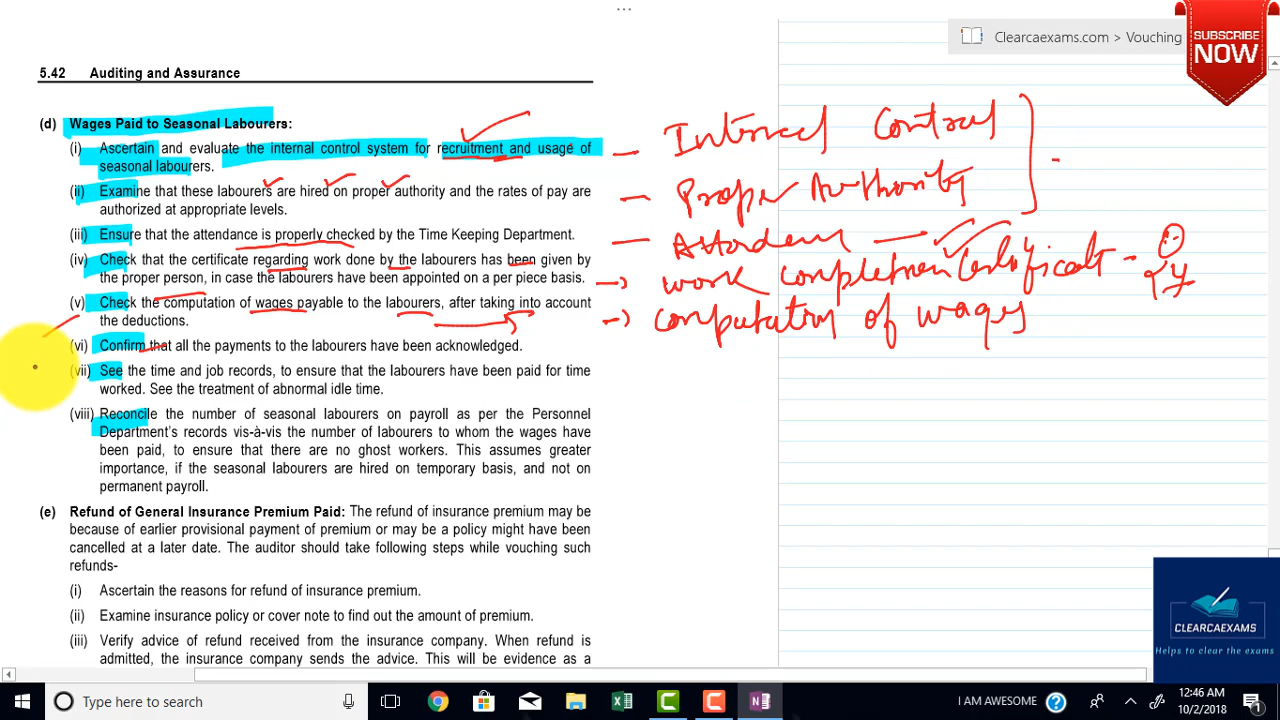 Clearcaexams.com > Vouching
SUBSCRIBE
NOW
5.42 Auditing and Assurance
(d) Wages Paid to Seasonal Labourers:
(i) Ascertain and evaluate the internal control system for recruitment and usage of
seasonal labourers.
(ii) Examine that these labourers are hired on proper authority and the rates of pay are
authorized at appropriate levels.
(iii) Ensure that the attendance is properly checked by the Time Keeping Department.
(iv) Check that the certificate regarding work done by the labourers has been given by
the proper person, in case the labourers have been appointed on per piece basis.
(v) Check the computation of wages payable to the labourers, after taking into account
the deductions.
(vi) Confirm that all the payments to the labourers have been acknowledged.
(vii) See the time and job records, to ensure that the labourers have been paid for time
worked. See the treatment of abnormal idle time.
(viii) Reconcile the number of seasonal labourers on payroll as per the Personnel
Department's records vis-à-vis the number of labourers to whom the wages have
been paid, to ensure that there are no ghost workers. This assumes greater
importance, if the seasonal labourers are hired on temporary basis, and not on
permanent payroll.
(e) Refund of General Insurance Premium Paid: The refund of insurance premium may be
because of earlier provisional payment of premium or may be a policy might have been
cancelled at a later date. The auditor should take following steps while vouching such
refunds-
(i) Ascertain the reasons for refund of insurance premium.
(ii) Examine insurance policy or cover note to find out the amount of premium.
(iii) Verify advice of refund received from the insurance company. When refund is
admitted, the insurance company sends the advice. This will be evidence as a
- Internal Control
- Proper Authority
-
→ work completion Certificate -
→ computation of wages
CLEARCAEXAMS
Helps to clear the exams
Type here to search
I AM AWESOME
12:46 AM
10/2/2018
1